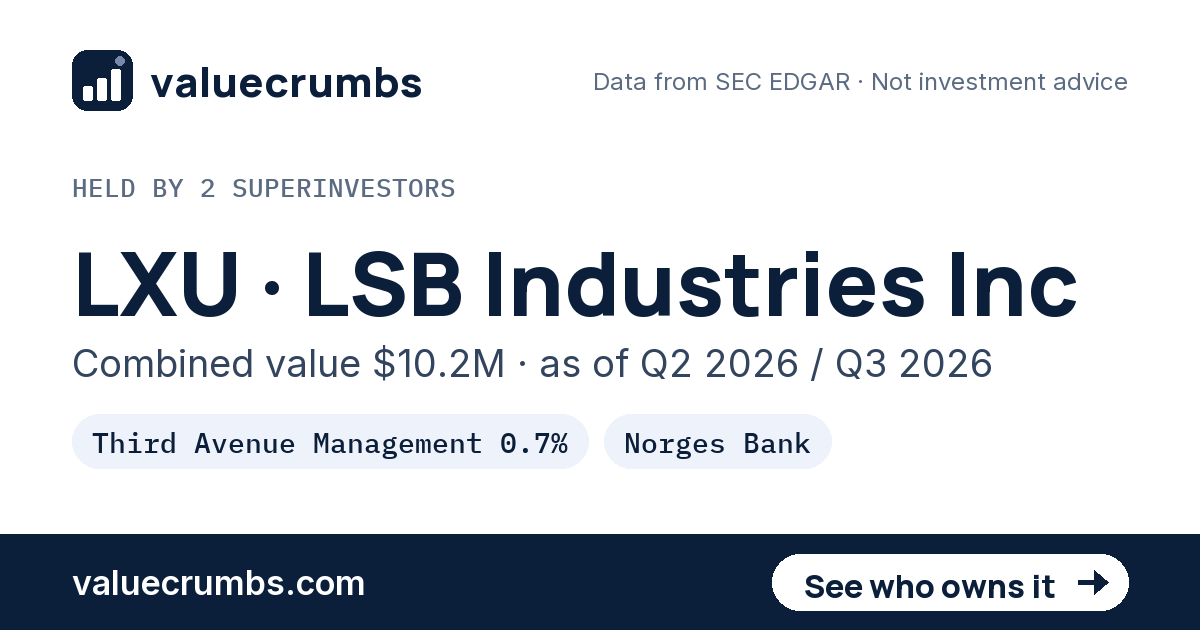 valuecrumbs
Data from SEC EDGAR · Not investment advice
HELD BY 2 SUPERINVESTORS
LXU · LSB Industries Inc
Combined value $10.2M · as of Q2 2026 / Q3 2026
Third Avenue Management 0.7%
Norges Bank
valuecrumbs.com
See who owns it →